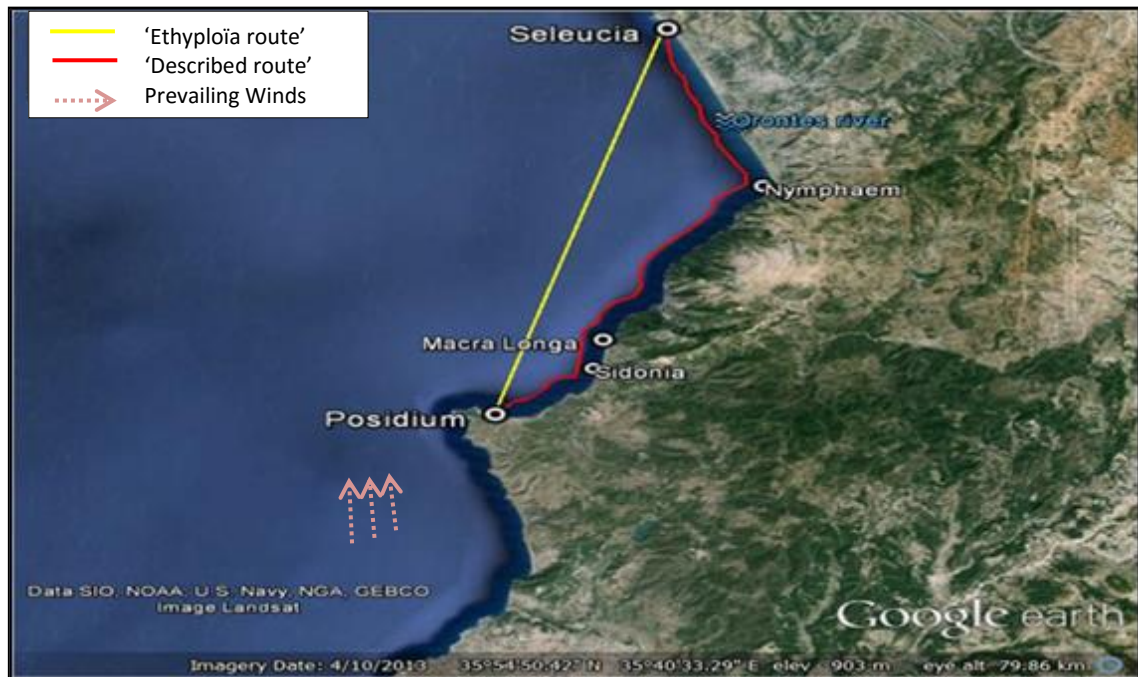 ‘Ethyploïa route’
‘Described route’
Prevailing Winds
Seleucia
Orontes river
Nymphaem
Macra Longa
Sidonia
Posidium
Data SIO, NOAA, U.S. Navy, NGA, GEBCO
Image Landsat
Google earth
Imagery Date: 4/10/2013 35°54'50.42" N 35°40'33.29" E elev 903 m eye alt 79.86 km